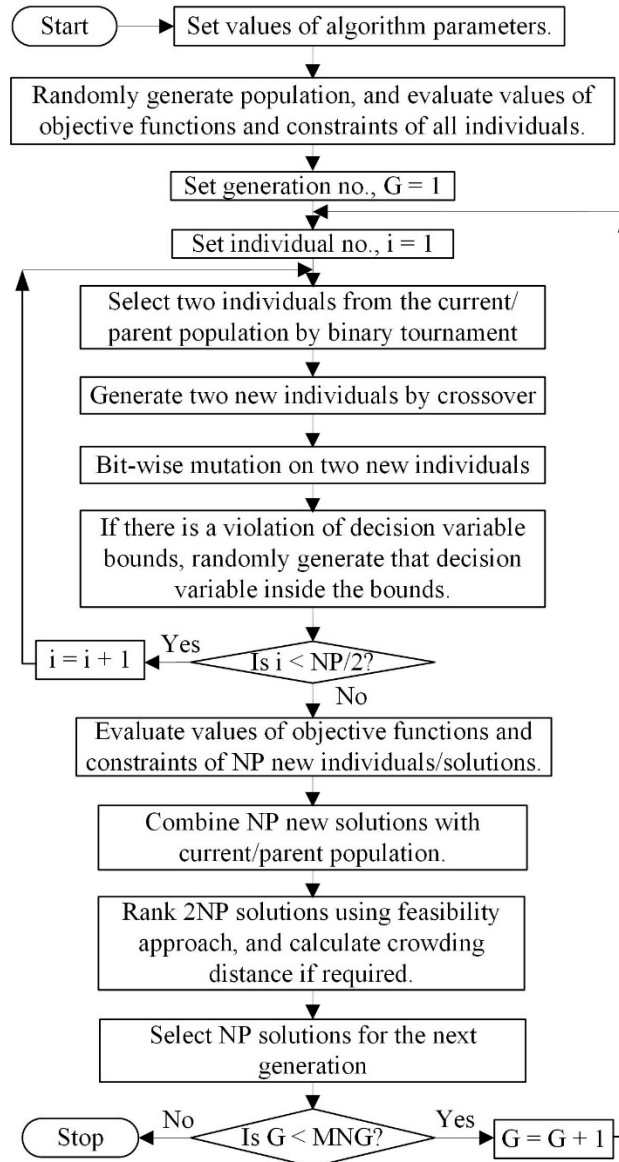 Start
Set values of algorithm parameters.
Randomly generate population, and evaluate values of
objective functions and constraints of all individuals.
Set generation no., G = 1
Set individual no., i = 1
Select two individuals from the current/
parent population by binary tournament
Generate two new individuals by crossover
Bit-wise mutation on two new individuals
If there is a violation of decision variable
bounds, randomly generate that decision
variable inside the bounds.
i = i + 1
Yes
Is i < NP/2?
No
Evaluate values of objective functions and
constraints of NP new individuals/solutions.
Combine NP new solutions with
current/parent population.
Rank 2NP solutions using feasibility
approach, and calculate crowding
distance if required.
Select NP solutions for the next
generation
Stop
No
Is G < MNG?
Yes
G = G + 1